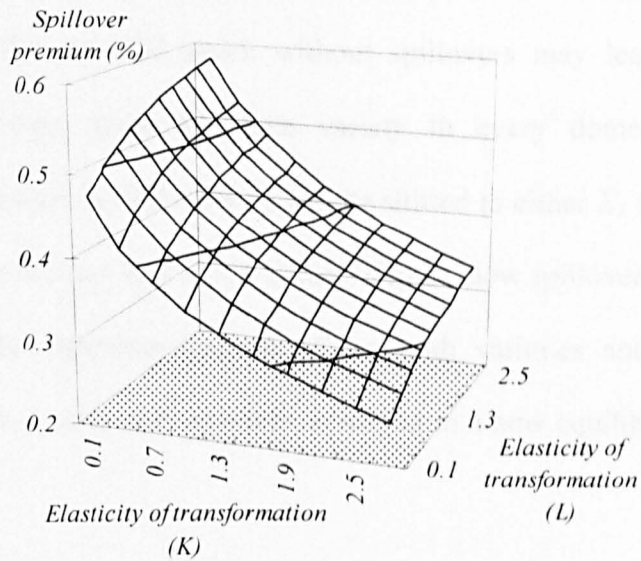 Spillover
premium (%)
0.6
0.5
0.4
0.3
0.2
0.1
0.7
1.3
1.9
2.5
Elasticity of transformation
(K)
0.1
1.3
2.5
Elasticity of
transformation
(L)